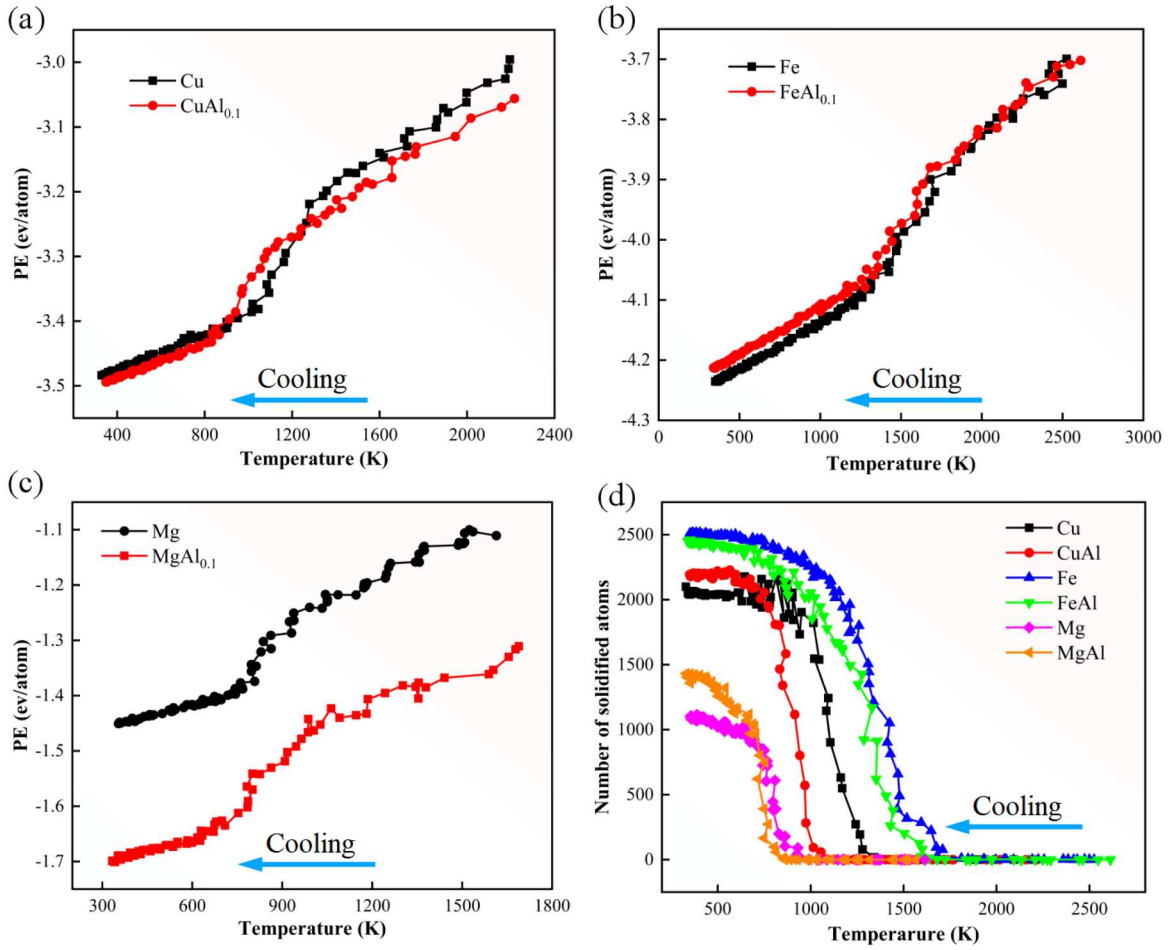 (a)
-3.0
-3.1
-3.2
-3.3
-3.4
-3.5
PE (ev/atom)
Cu
CuAl0.1
Cooling
400 800 1200 1600 2000 2400
Temperature (K)
(b)
-3.7
-3.8
-3.9
-4.0
-4.1
-4.2
-4.3
PE (ev/atom)
Fe
FeAl0.1
Cooling
0 500 1000 1500 2000 2500 3000
Temperature (K)
(c)
-1.1
-1.2
-1.3
-1.4
-1.5
-1.6
-1.7
PE (ev/atom)
Mg
MgAl0.1
Cooling
300 600 900 1200 1500 1800
Temperature (K)
(d)
2500
2000
1500
1000
500
0
Number of solidified atoms
Cu
CuAl
Fe
FeAl
Mg
MgAl
Cooling
500 1000 1500 2000 2500
Temperarure (K)